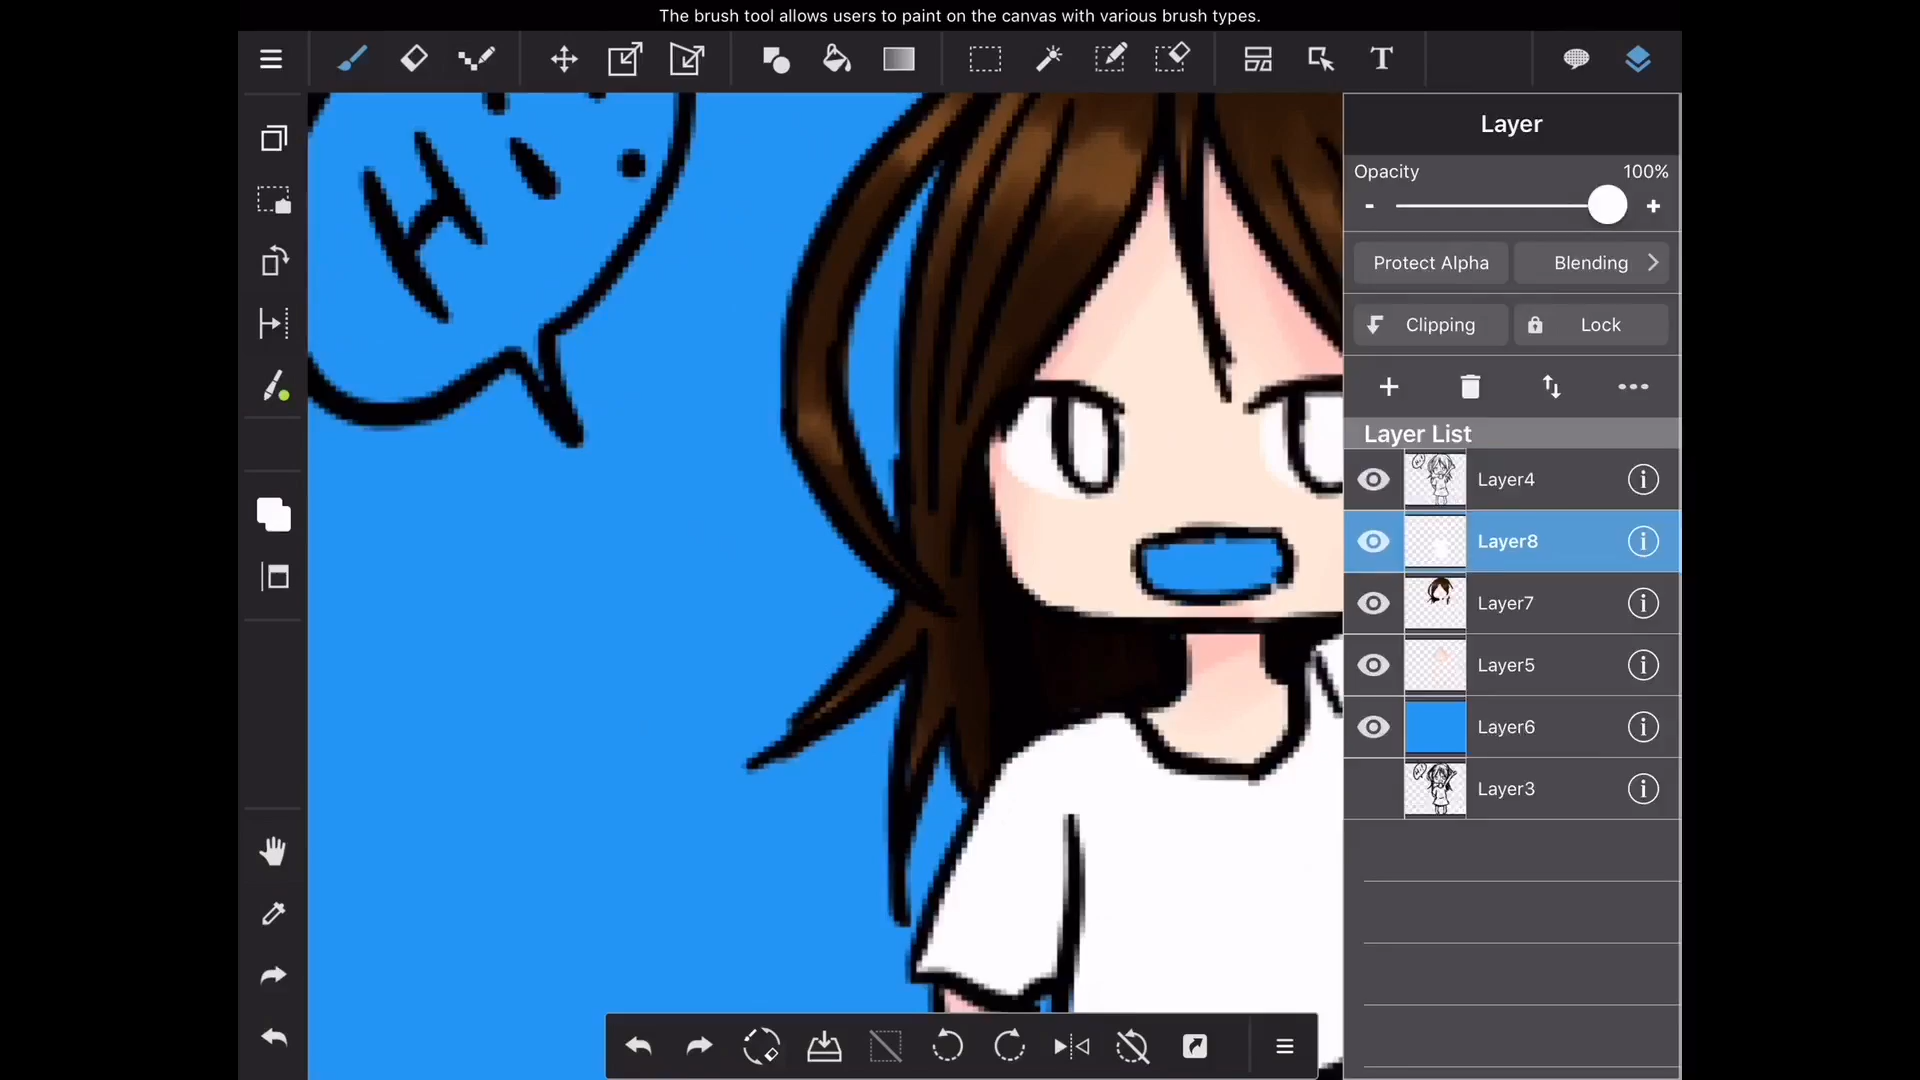 The brush tool allows users to paint on the canvas with various brush types.
T
Layer
Opacity 100%
- +
Protect Alpha Blending
Clipping Lock
Layer List
Layer4
Layer8
Layer7
Layer5
Layer6
Layer3
Hi